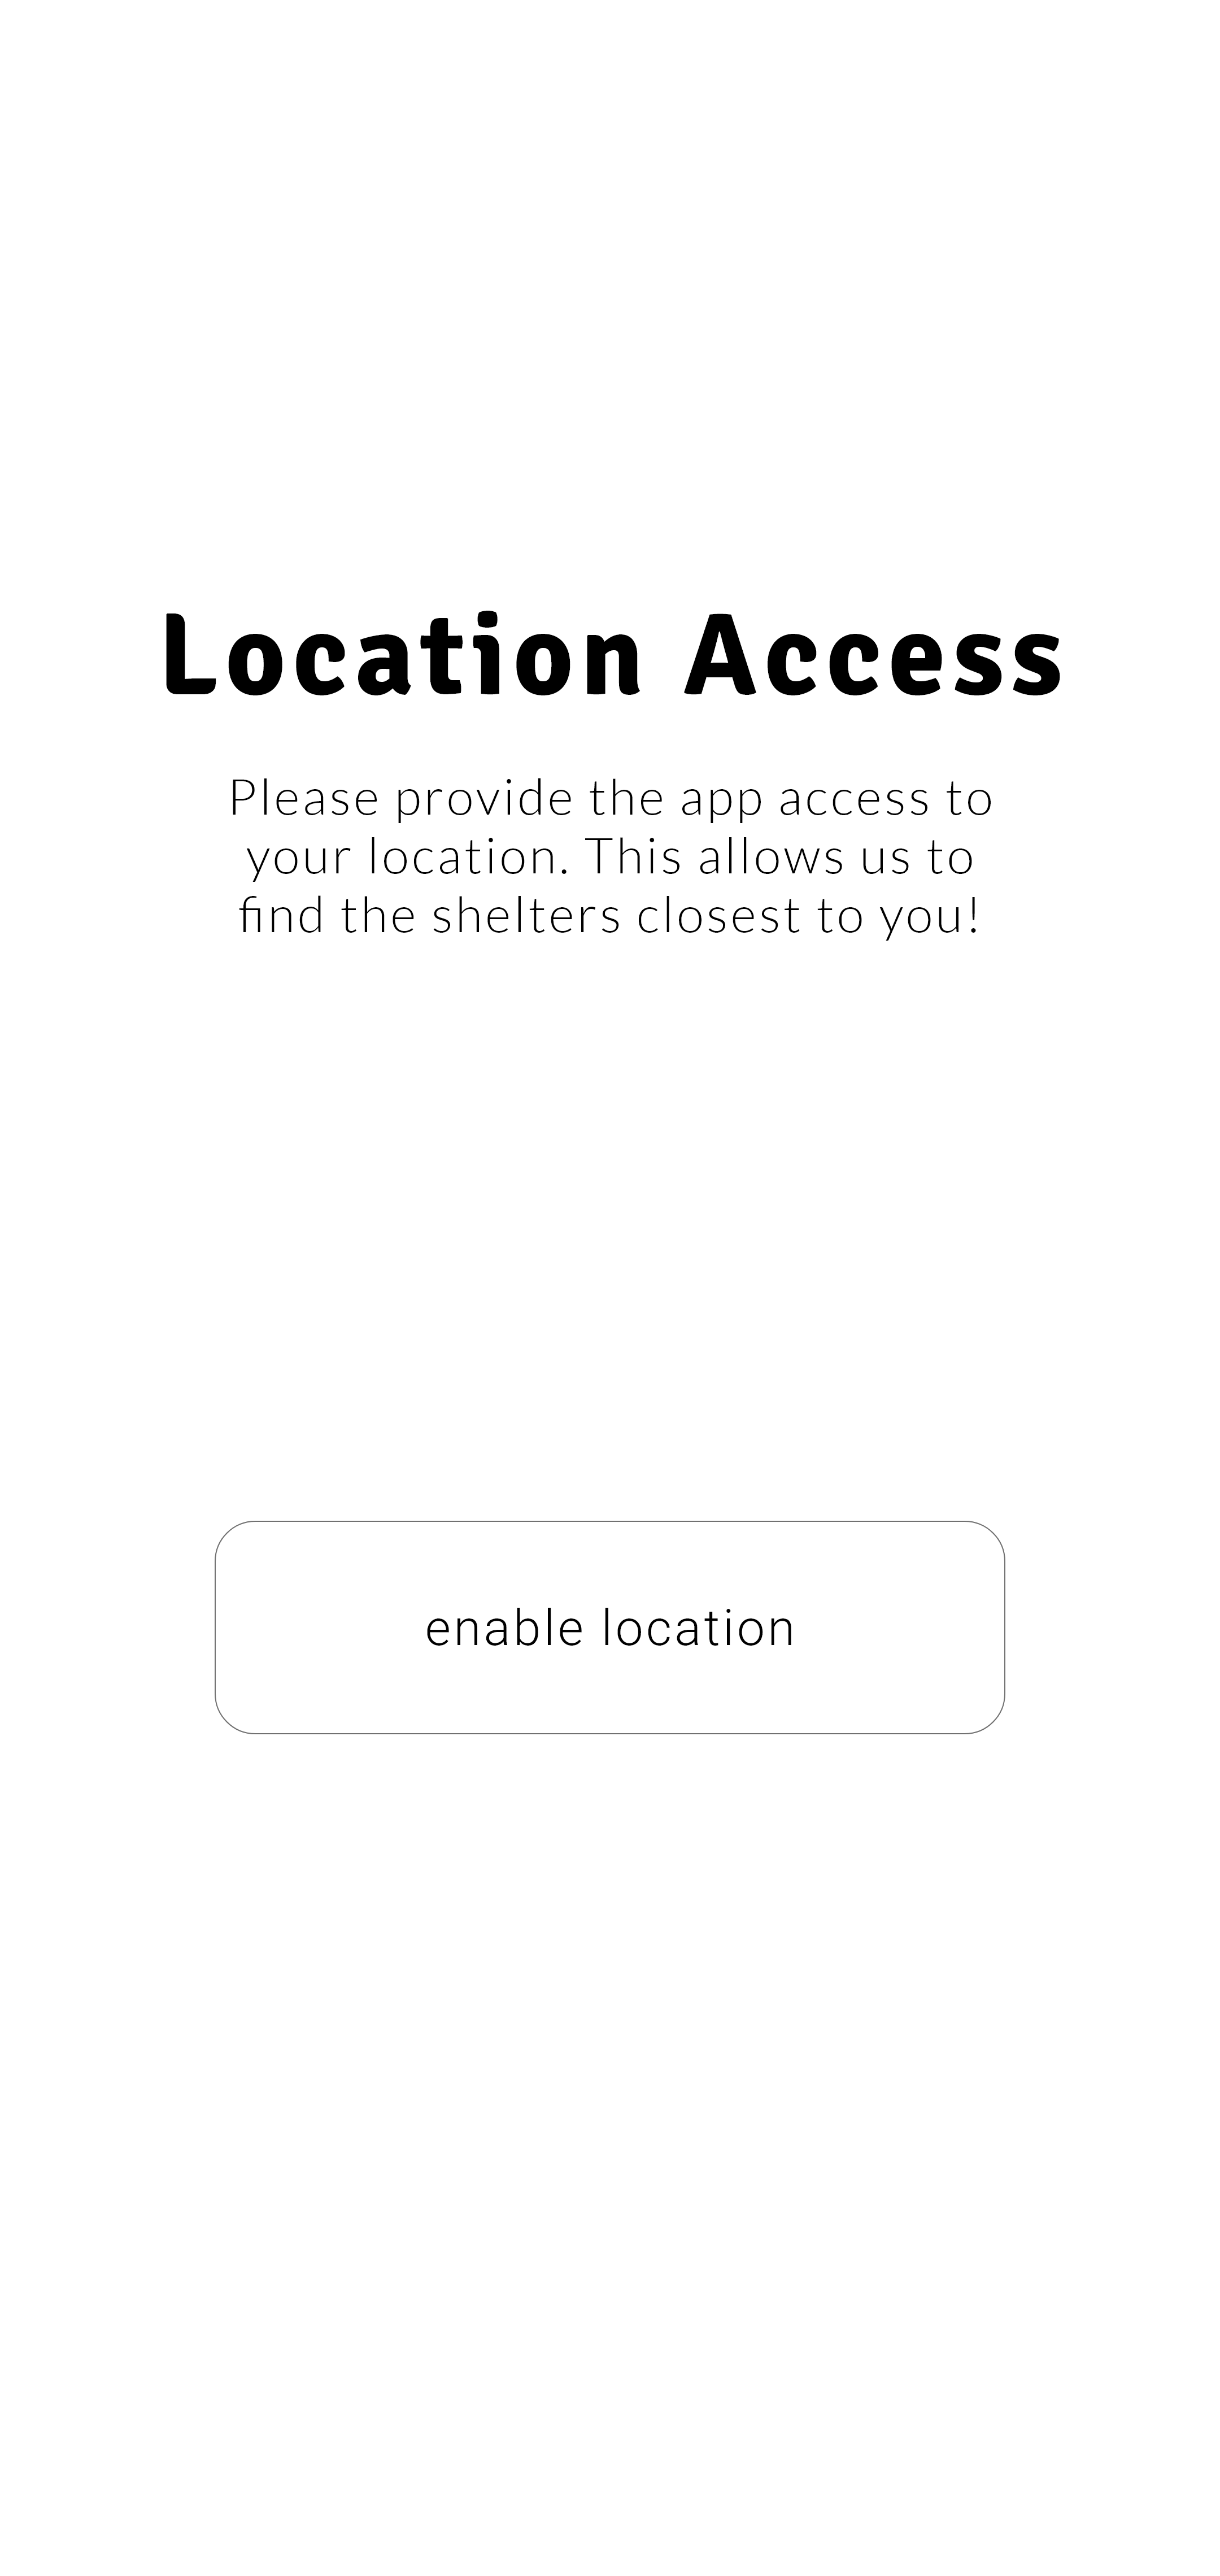 Location Access
Please provide the app access to
your location. This allows us to
find the shelters closest to you!
enable location